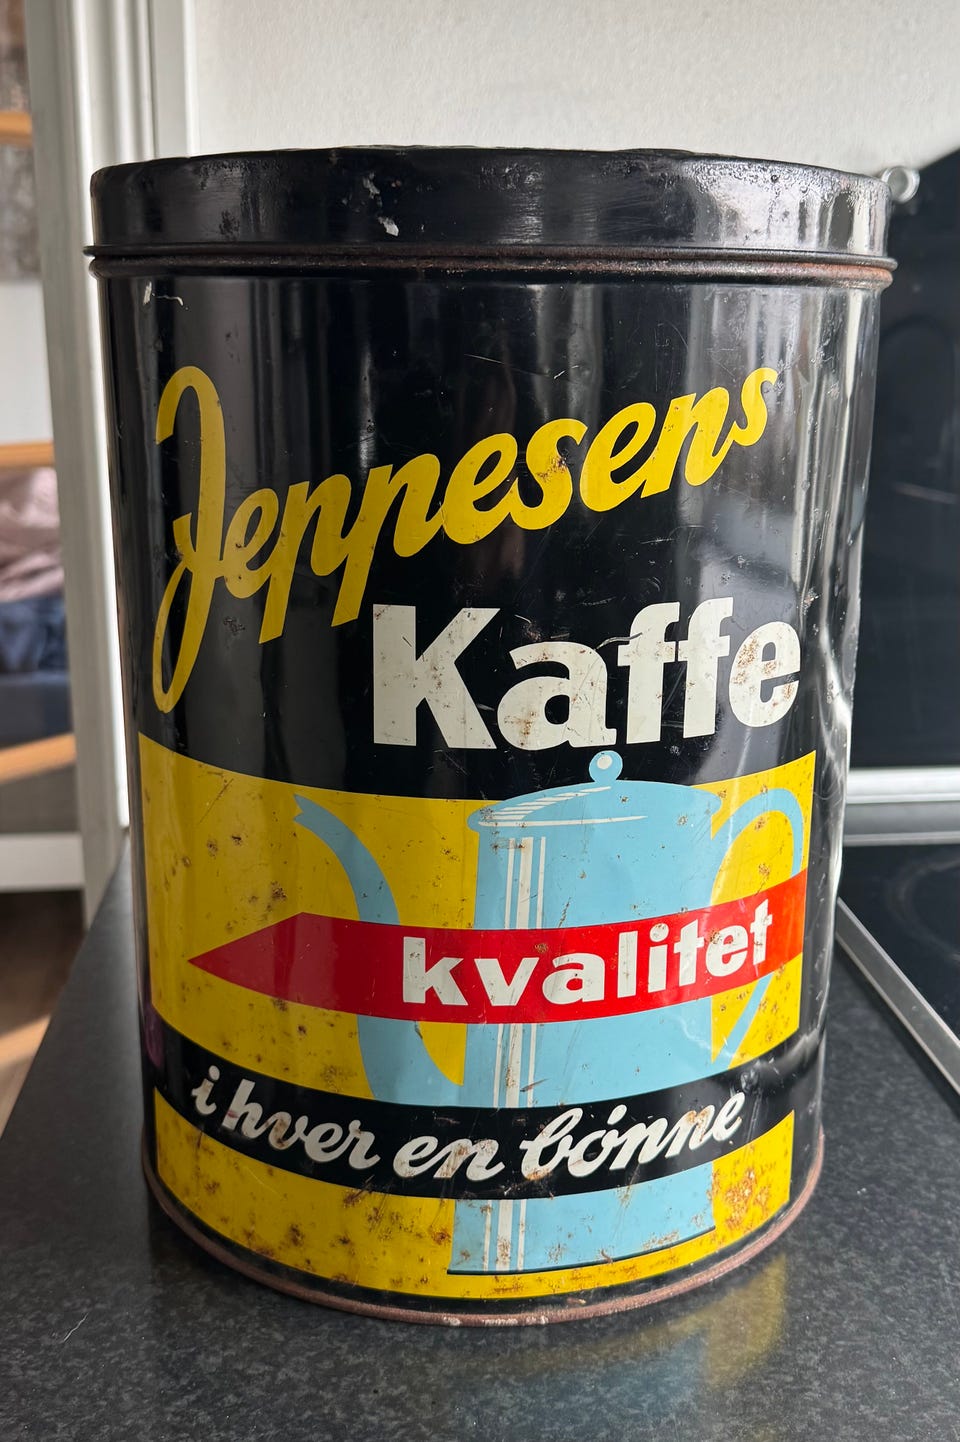 Jeppesens
Kaffe
kvalitet
i hver en bønne